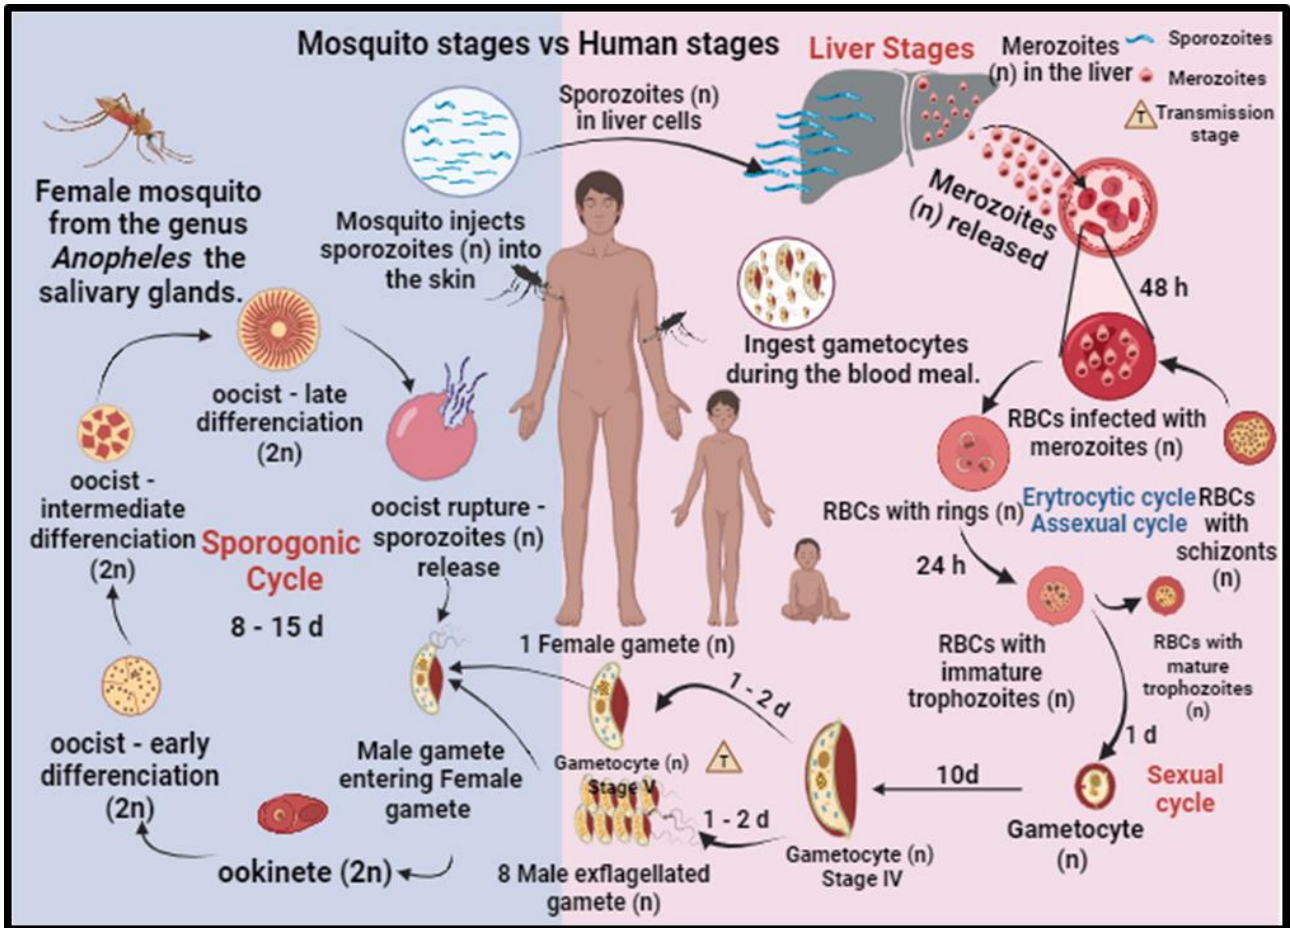 Mosquito stages vs Human stages
Liver Stages
Merozoites
(n) in the liver
Sporozoites
Merozoites
T
Transmission
stage
Sporozoites (n)
in liver cells
Female mosquito
from the genus
Anopheles the
salivary glands.
Mosquito injects
sporozoites (n) into
the skin
Merozoites
(n) released
48 h
Ingest gametocytes
during the blood meal.
oocist - late
differenciation
(2n)
RBCs infected with
merozoites (n)
oocist -
intermediate
differenciation
(2n)
Sporogonic
Cycle
8 - 15 d
oocist rupture -
sporozoites (n)
release
RBCs with rings (n)
Erytrocytic cycle
Assexual cycle
RBCs
with
schizonts
(n)
24 h
RBCs with
immature
trophozoites (n)
RBCs with
mature
trophozoites
(n)
1 Female gamete (n)
1 - 2 d
Gametocyte (n)
Stage V
T
1 d
Sexual
cycle
10d
Gametocyte
(n)
oocist - early
differenciation
(2n)
Male gamete
entering Female
gamete
1 - 2 d
Gametocyte (n)
Stage IV
ookinete (2n)
8 Male exflagellated
gamete (n)